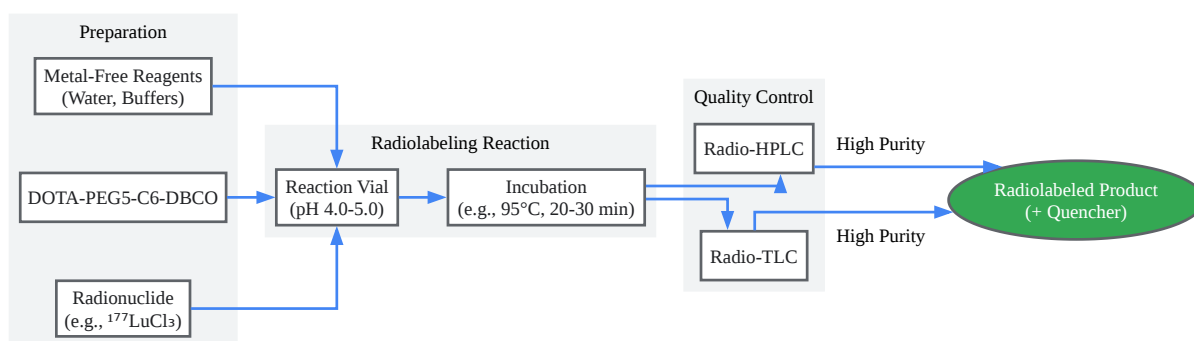 Preparation
Metal-Free Reagents
(Water, Buffers)
DOTA-PEG5-C6-DBCO
Radionuclide
(e.g., ¹⁷⁷LuCl₃)
Radiolabeling Reaction
Reaction Vial
(pH 4.0-5.0)
Incubation
(e.g., 95°C, 20-30 min)
Quality Control
Radio-HPLC
Radio-TLC
High Purity
High Purity
Radiolabeled Product
(+ Quencher)